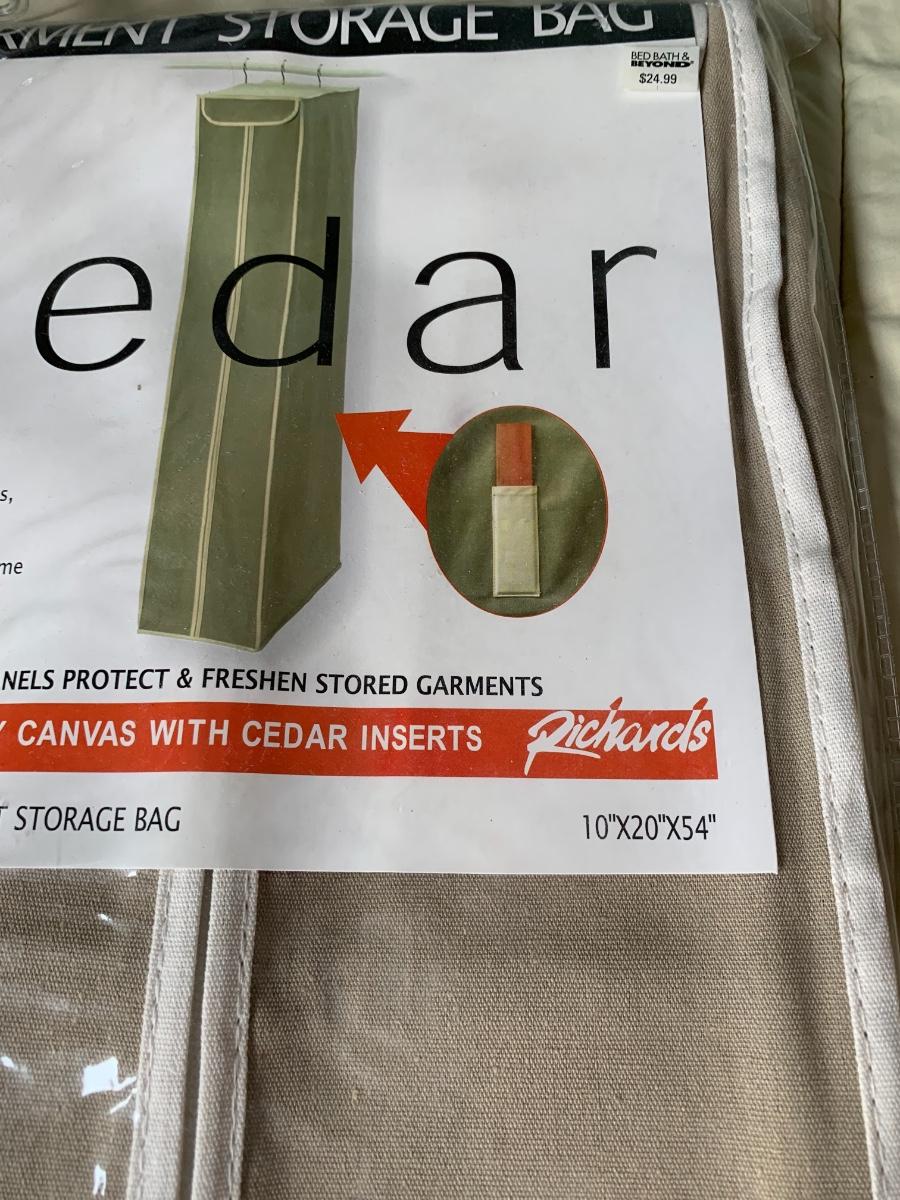 RMENT STORAGE BAG
BED BATH &
BEYOND
$24.99
edar
s,
me
NELS PROTECT & FRESHEN STORED GARMENTS
Y CANVAS WITH CEDAR INSERTS
Richards
T STORAGE BAG
10"X20"X54"